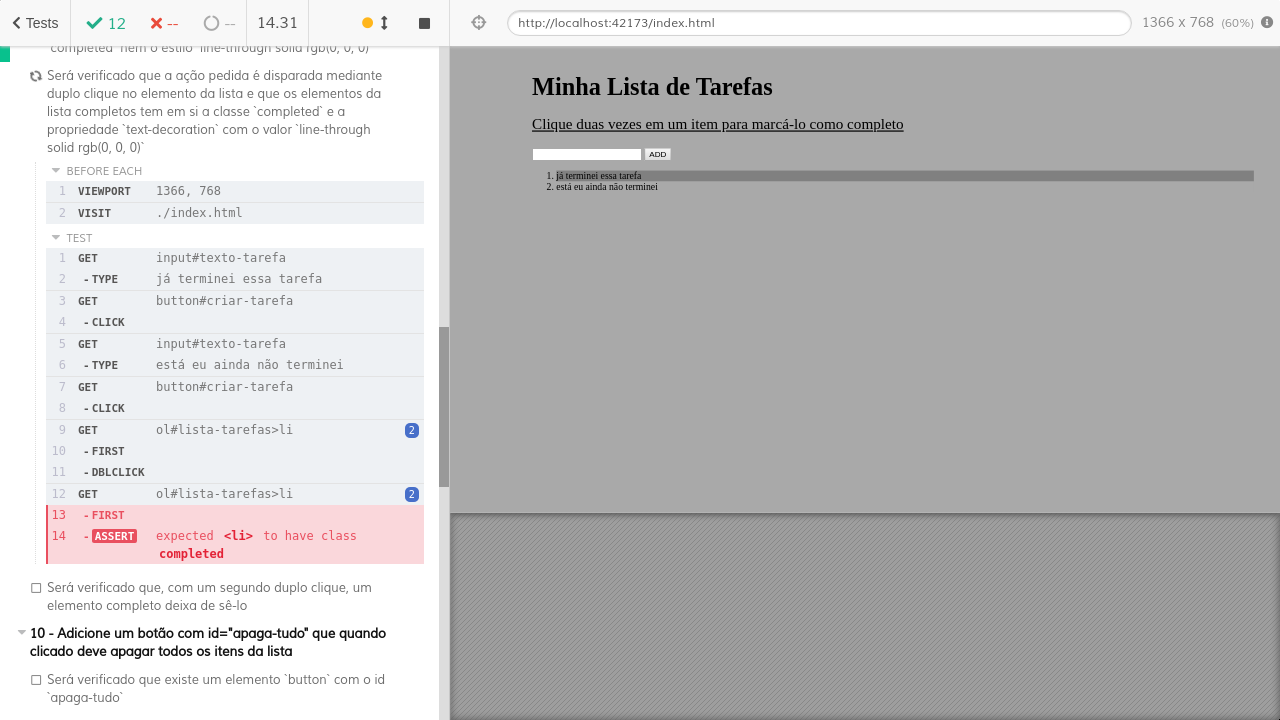 Tests 12 -- -- 14.31
http://localhost:42173/index.html 1366 x 768 (60%)
`completed` nem o estilo `line-through solid rgb(0, 0, 0)`
Será verificado que a ação pedida é disparada mediante
duplo clique no elemento da lista e que os elementos da
lista completos tem em si a classe `completed` e a
propriedade `text-decoration` com o valor `line-through
solid rgb(0, 0, 0)`
BEFORE EACH
1 VIEWPORT 1366, 768
2 VISIT ./index.html
TEST
1 GET input#texto-tarefa
2 -TYPE já terminei essa tarefa
3 GET button#criar-tarefa
4 -CLICK
5 GET input#texto-tarefa
6 -TYPE está eu ainda não terminei
7 GET button#criar-tarefa
8 -CLICK
9 GET ol#lista-tarefas>li 2
10 -FIRST
11 -DBLCLICK
12 GET ol#lista-tarefas>li 2
13 -FIRST
14 -ASSERT expected <li> to have class
completed
Será verificado que, com um segundo duplo clique, um
elemento completo deixa de sê-lo
10 - Adicione um botão com id="apaga-tudo" que quando
clicado deve apagar todos os itens da lista
Será verificado que existe um elemento `button` com o id
`apaga-tudo`
Minha Lista de Tarefas
Clique duas vezes em um item para marcá-lo como completo
ADD
1. já terminei essa tarefa
2. está eu ainda não terminei